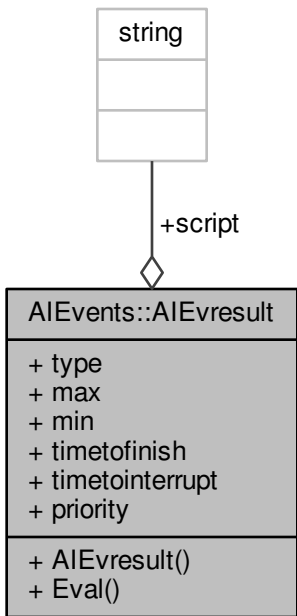 string
+script
AIEvents::AIEvresult
+ type
+ max
+ min
+ timetofinish
+ timetointerrupt
+ priority
+ AIEvresult()
+ Eval()